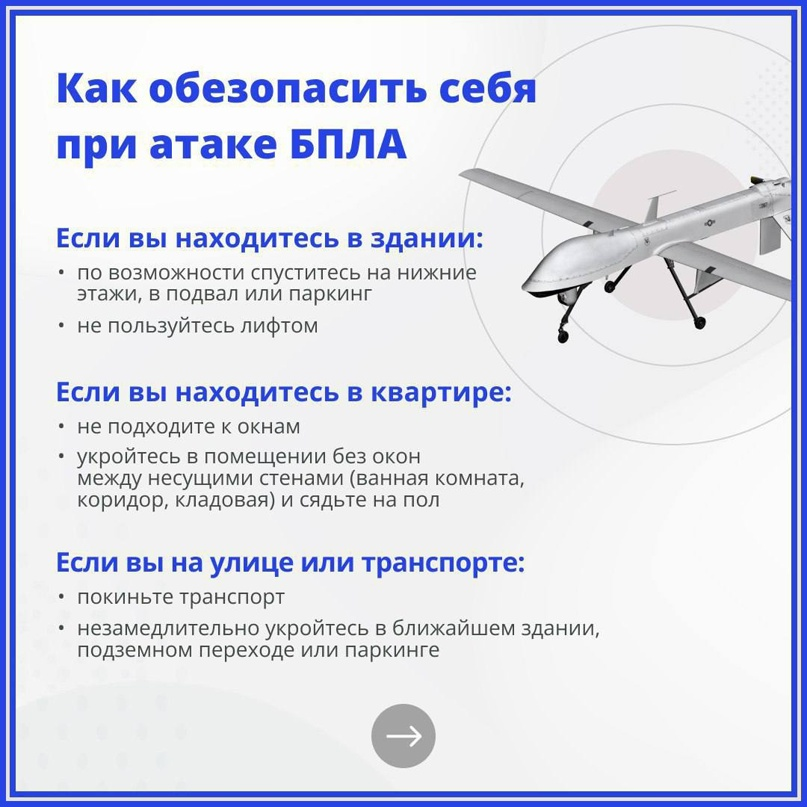 Как обезопасить себя
при атаке БПЛА
Если вы находитесь в здании:
• по возможности спуститесь на нижние
этажи, в подвал или паркинг
• не пользуйтесь лифтом
Если вы находитесь в квартире:
• не подходите к окнам
• укройтесь в помещении без окон
между несущими стенами (ванная комната,
коридор, кладовая) и сядьте на пол
Если вы на улице или транспорте:
• покиньте транспорт
• незамедлительно укройтесь в ближайшем здании,
подземном переходе или паркинге